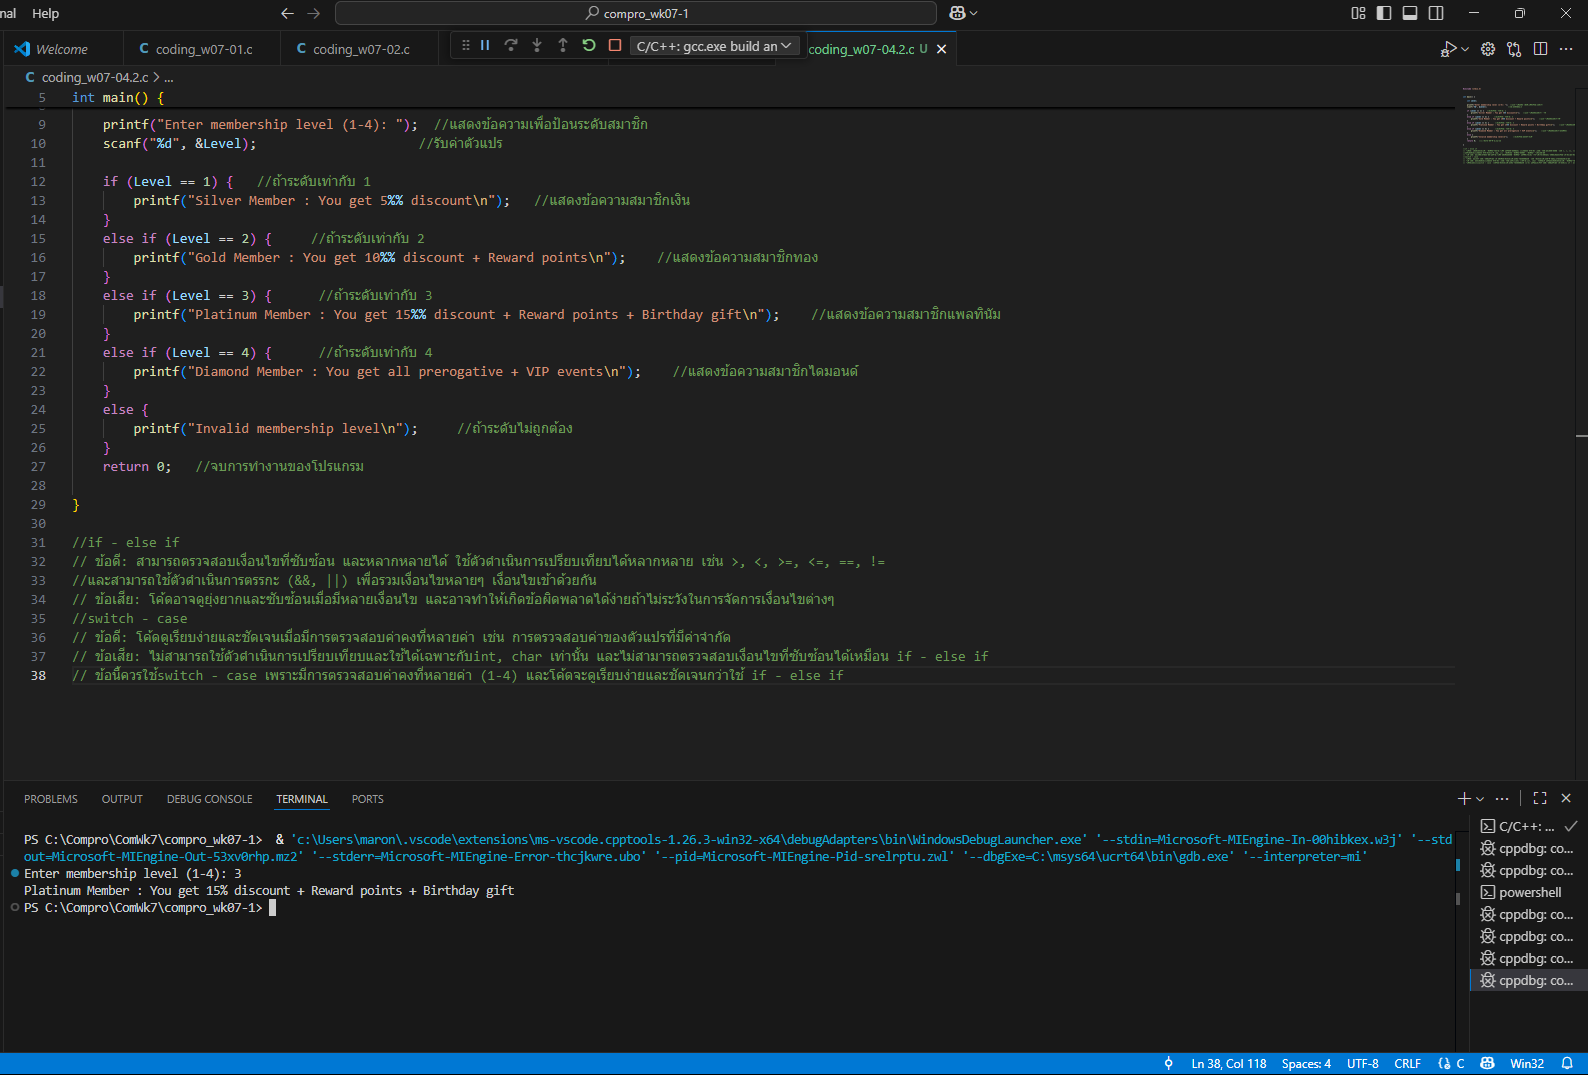 nal Help compro_wk07-1
Welcome C coding_w07-01.c C coding_w07-02.c C/C++: gcc.exe build an coding_w07-04.2.c U
C coding_w07-04.2.c > ...
5 int main() {
9 printf("Enter membership level (1-4): "); //แสดงข้อความเพื่อป้อนระดับสมาชิก
10 scanf("%d", &Level); //รับค่าตัวแปร
11
12 if (Level == 1) { //ถ้าระดับเท่ากับ 1
13 printf("Silver Member : You get 5%% discount\n"); //แสดงข้อความสมาชิกเงิน
14 }
15 else if (Level == 2) { //ถ้าระดับเท่ากับ 2
16 printf("Gold Member : You get 10%% discount + Reward points\n"); //แสดงข้อความสมาชิกทอง
17 }
18 else if (Level == 3) { //ถ้าระดับเท่ากับ 3
19 printf("Platinum Member : You get 15%% discount + Reward points + Birthday gift\n"); //แสดงข้อความสมาชิกแพลทินัม
20 }
21 else if (Level == 4) { //ถ้าระดับเท่ากับ 4
22 printf("Diamond Member : You get all prerogative + VIP events\n"); //แสดงข้อความสมาชิกไดมอนด์
23 }
24 else {
25 printf("Invalid membership level\n"); //ถ้าระดับไม่ถูกต้อง
26 }
27 return 0; //จบการทำงานของโปรแกรม
28
29 }
30
31 //if - else if
32 // ข้อดี: สามารถตรวจสอบเงื่อนไขที่ซับซ้อน และหลากหลายได้ ใช้ตัวดำเนินการเปรียบเทียบได้หลากหลาย เช่น >, <, >=, <=, ==, !=
33 //และสามารถใช้ตัวดำเนินการตรรกะ (&&, ||) เพื่อรวมเงื่อนไขหลายๆ เงื่อนไขเข้าด้วยกัน
34 // ข้อเสีย: โค้ดอาจดูยุ่งยากและซับซ้อนเมื่อมีหลายเงื่อนไข และอาจทำให้เกิดข้อผิดพลาดได้ง่ายถ้าไม่ระวังในการจัดการเงื่อนไขต่างๆ
35 //switch - case
36 // ข้อดี: โค้ดดูเรียบง่ายและชัดเจนเมื่อมีการตรวจสอบค่าคงที่หลายค่า เช่น การตรวจสอบค่าของตัวแปรที่มีค่าจำกัด
37 // ข้อเสีย: ไม่สามารถใช้ตัวดำเนินการเปรียบเทียบและใช้ได้เฉพาะกับint, char เท่านั้น และไม่สามารถตรวจสอบเงื่อนไขที่ซับซ้อนได้เหมือน if - else if
38 // ข้อนี้ควรใช้switch - case เพราะมีการตรวจสอบค่าคงที่หลายค่า (1-4) และโค้ดจะดูเรียบง่ายและชัดเจนกว่าใช้ if - else if
PROBLEMS OUTPUT DEBUG CONSOLE TERMINAL PORTS
PS C:\Compro\ComWk7\compro_wk07-1> & 'c:\Users\maron\.vscode\extensions\ms-vscode.cpptools-1.26.3-win32-x64\debugAdapters\bin\WindowsDebugLauncher.exe' '--stdin=Microsoft-MIEngine-In-00hibkex.w3j' '--std
out=Microsoft-MIEngine-Out-53xv0rhp.mz2' '--stderr=Microsoft-MIEngine-Error-thcjkwre.ubo' '--pid=Microsoft-MIEngine-Pid-srelrptu.zwl' '--dbgExe=C:\msys64\ucrt64\bin\gdb.exe' '--interpreter=mi'
Enter membership level (1-4): 3
Platinum Member : You get 15% discount + Reward points + Birthday gift
PS C:\Compro\ComWk7\compro_wk07-1>
C/C++: ...
cppdbg: co...
cppdbg: co...
powershell
cppdbg: co...
cppdbg: co...
cppdbg: co...
cppdbg: co...
Ln 38, Col 118 Spaces: 4 UTF-8 CRLF C Win32